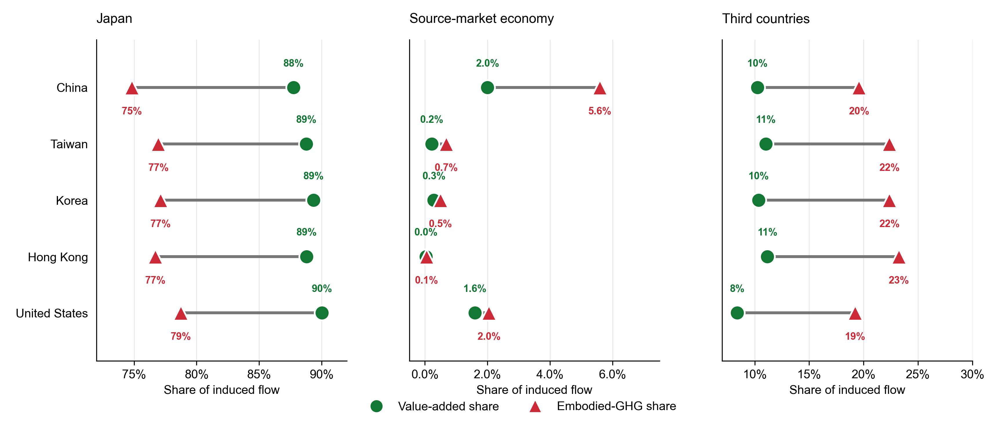 Japan
Source-market economy
Third countries
88%
2.0%
10%
China
75%
5.6%
20%
89%
0.2%
11%
Taiwan
77%
0.7%
22%
89%
0.3%
10%
Korea
77%
0.5%
22%
89%
0.0%
11%
Hong Kong
77%
0.1%
23%
90%
1.6%
8%
United States
79%
2.0%
19%
75% 80% 85% 90%
0.0% 2.0% 4.0% 6.0%
10% 15% 20% 25% 30%
Share of induced flow
Share of induced flow
Share of induced flow
Value-added share
Embodied-GHG share